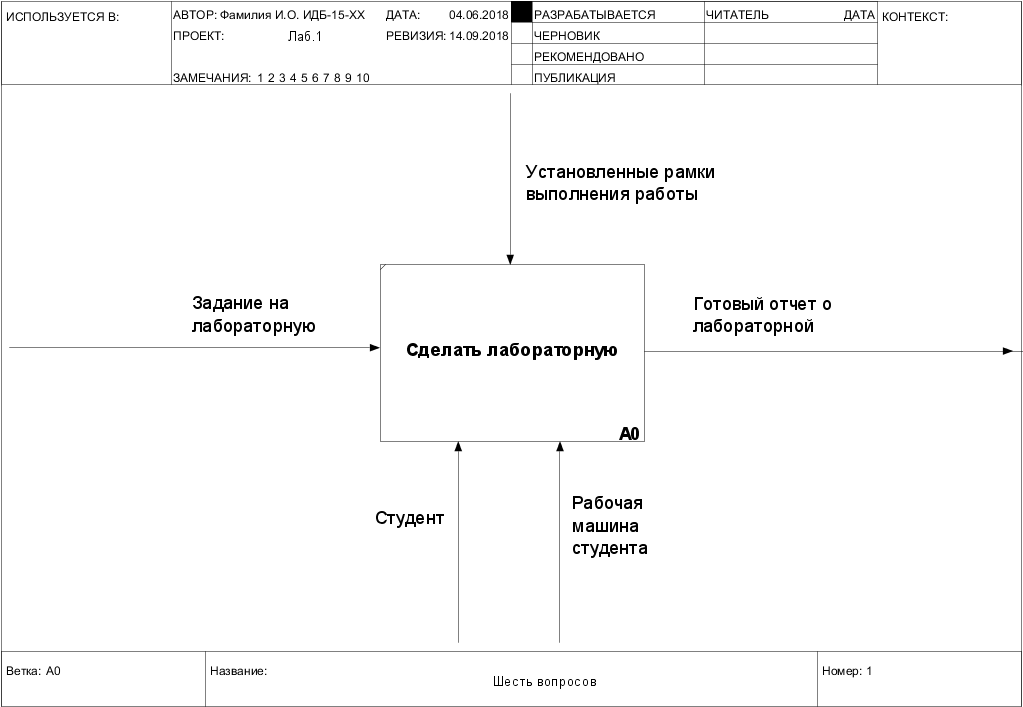 ИСПОЛЬЗУЕТСЯ В:
АВТОР: Фамилия И.О. ИДБ-15-XX
ДАТА: 04.06.2018
РАЗРАБАТЫВАЕТСЯ
ЧИТАТЕЛЬ
ДАТА
КОНТЕКСТ:
ПРОЕКТ: Лаб.1
РЕВИЗИЯ: 14.09.2018
ЧЕРНОВИК
РЕКОМЕНДОВАНО
ЗАМЕЧАНИЯ: 1 2 3 4 5 6 7 8 9 10
ПУБЛИКАЦИЯ
Установленные рамки
выполнения работы
Задание на
лабораторную
Готовый отчет о
лабораторной
Сделать лабораторную
A0
Студент
Рабочая
машина
студента
Ветка: A0
Название:
Шесть вопросов
Номер: 1